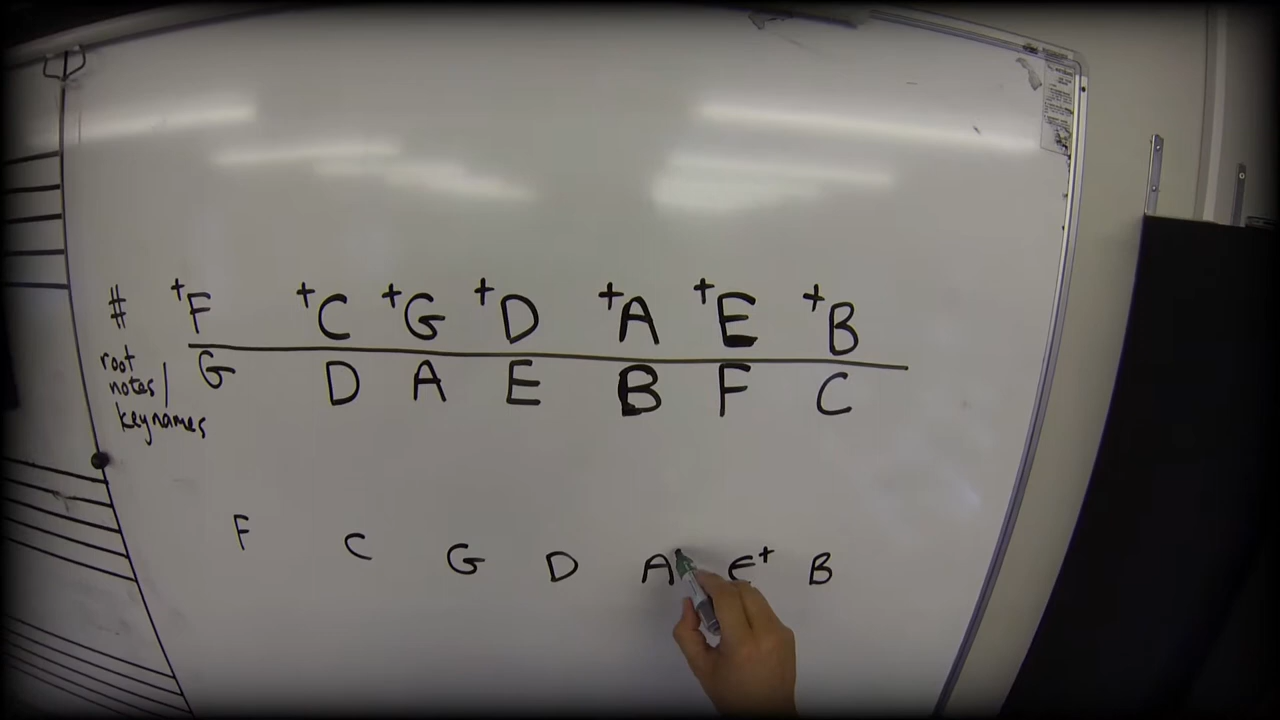 # +F +C +G +D +A +E +B
root notes/ key names G D A E B F C
F C G D A E+ B